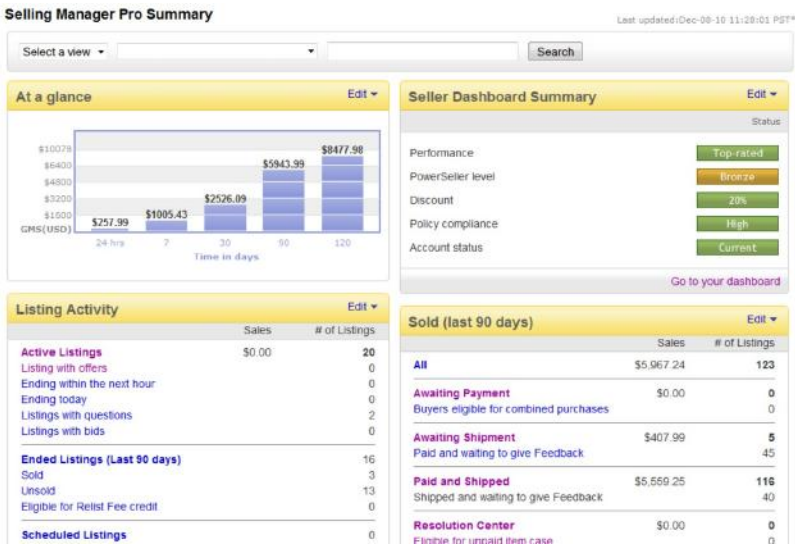 Selling Manager Pro Summary
Last updated:Dec-08-10 11:28:01 PST*
Select a view
Search
At a glance
Edit
$10078
$6400
$4800
$3200
$1600
GMS(USD)
$257.99
$1005.43
$2526.09
$5943.99
$8477.98
24 hrs 7 30 90 120
Time in days
Seller Dashboard Summary
Edit
Status
Performance Top-rated
PowerSeller level Bronze
Discount 20%
Policy compliance High
Account status Current
Go to your dashboard
Listing Activity
Edit
Sales # of Listings
Active Listings $0.00 20
Listing with offers 0
Ending within the next hour 0
Ending today 0
Listings with questions 2
Listings with bids 0
Ended Listings (Last 90 days) 16
Sold 3
Unsold 13
Eligible for Relist Fee credit 0
Scheduled Listings 0
Sold (last 90 days)
Edit
Sales # of Listings
All $5,967.24 123
Awaiting Payment $0.00 0
Buyers eligible for combined purchases 0
Awaiting Shipment $407.99 5
Paid and waiting to give Feedback 45
Paid and Shipped $5,559.25 116
Shipped and waiting to give Feedback 40
Resolution Center $0.00 0
Eligible for unpaid item case 0